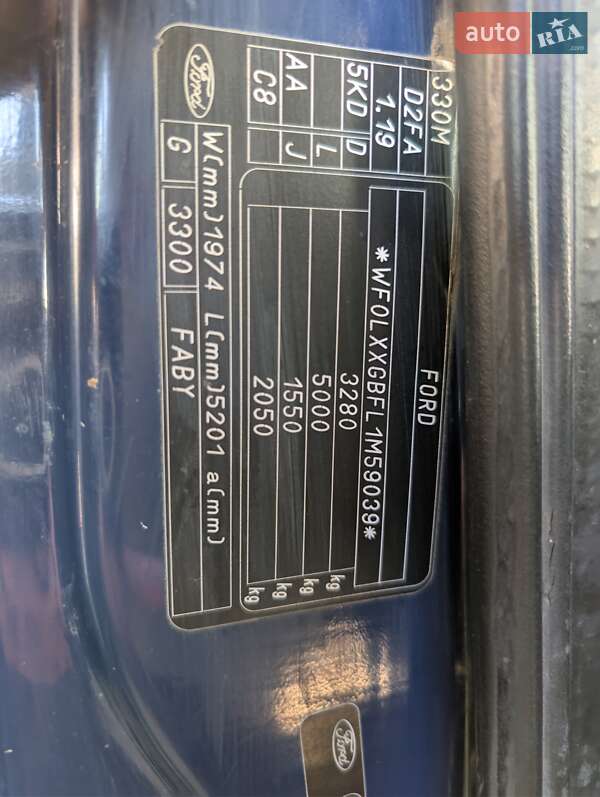 auto RIA .com
330M
FORD
D2FA
1.19
*WF0LXXGBFL1M59039*
5KD D
3280 kg
L
5000 kg
AA J
1550 kg
C8
2050 kg
Ford
W(mm)1974 L(mm)5201 a(mm)
G 3300 FABY
Ford